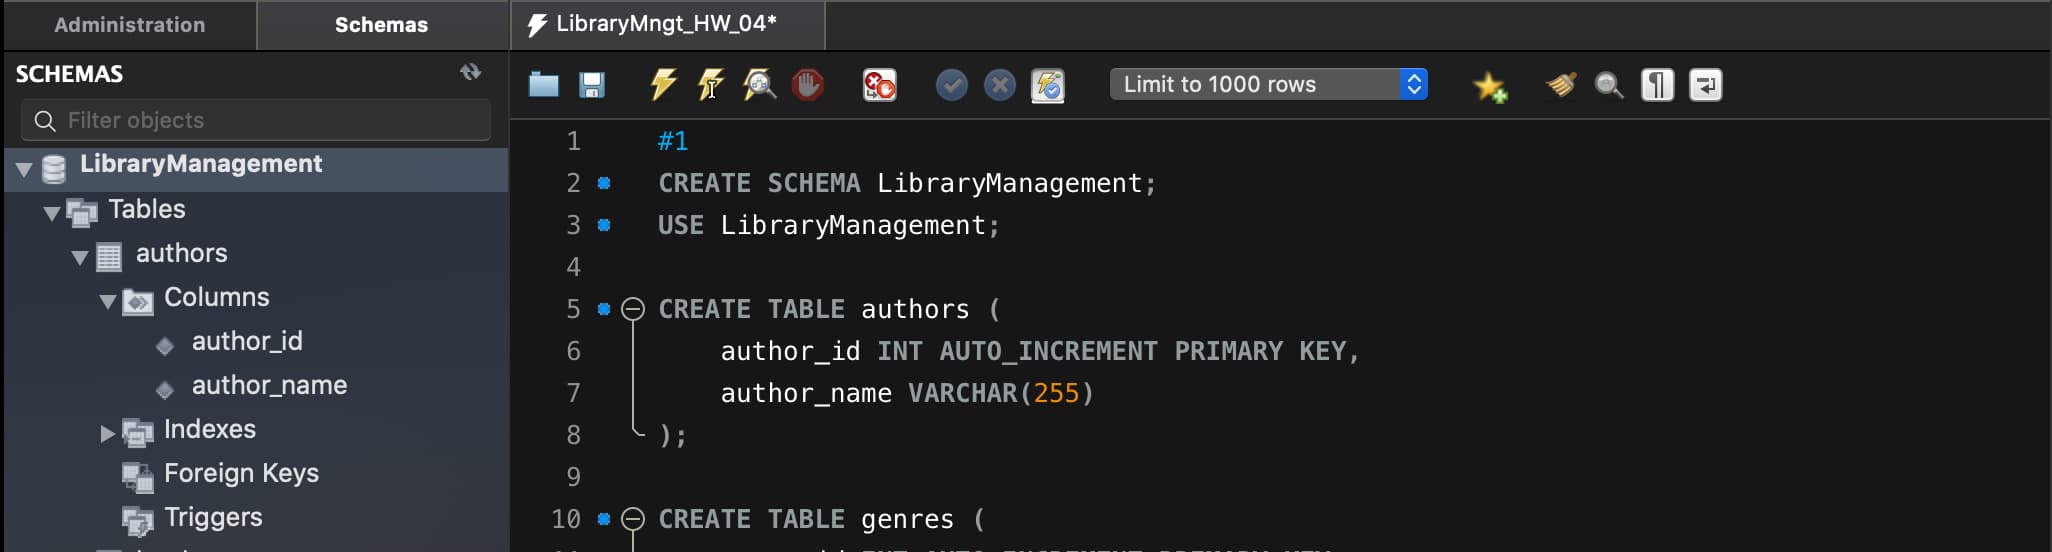 Administration
Schemas
LibraryMngt_HW_04*
SCHEMAS
Filter objects
LibraryManagement
Tables
authors
Columns
author_id
author_name
Indexes
Foreign Keys
Triggers
Limit to 1000 rows
1 #1
2 CREATE SCHEMA LibraryManagement;
3 USE LibraryManagement;
4
5 CREATE TABLE authors (
6 author_id INT AUTO_INCREMENT PRIMARY KEY,
7 author_name VARCHAR(255)
8 );
9
10 CREATE TABLE genres (